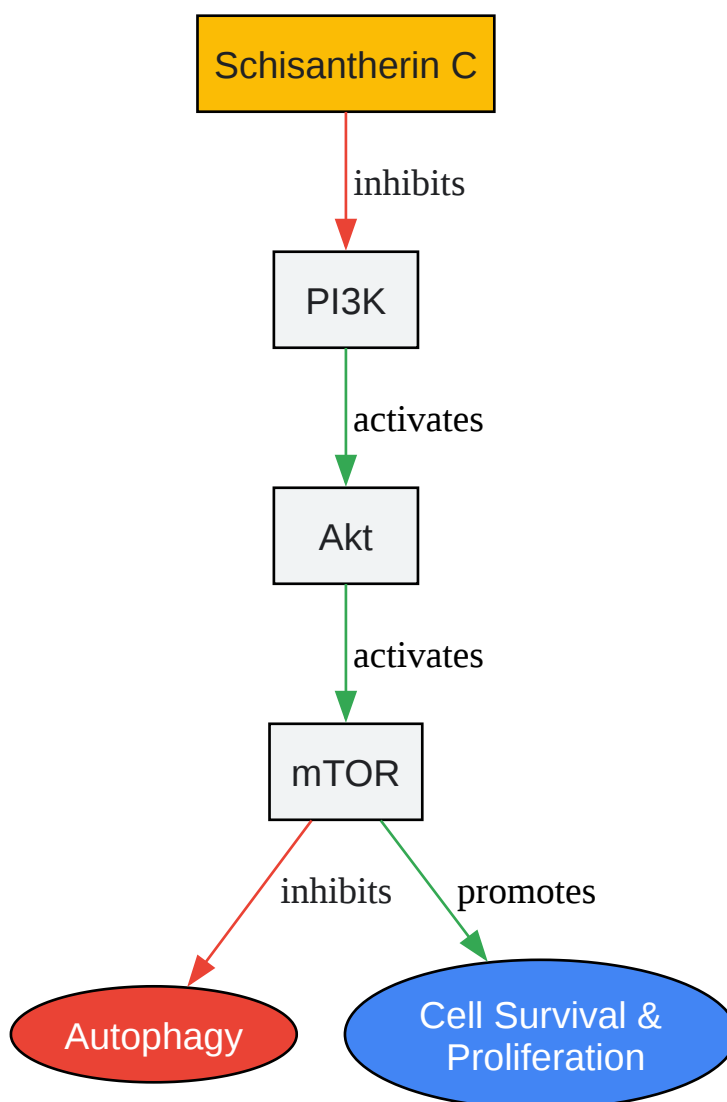 Schisantherin C
inhibits
PI3K
activates
Akt
activates
mTOR
inhibits
promotes
Autophagy
Cell Survival &
Proliferation